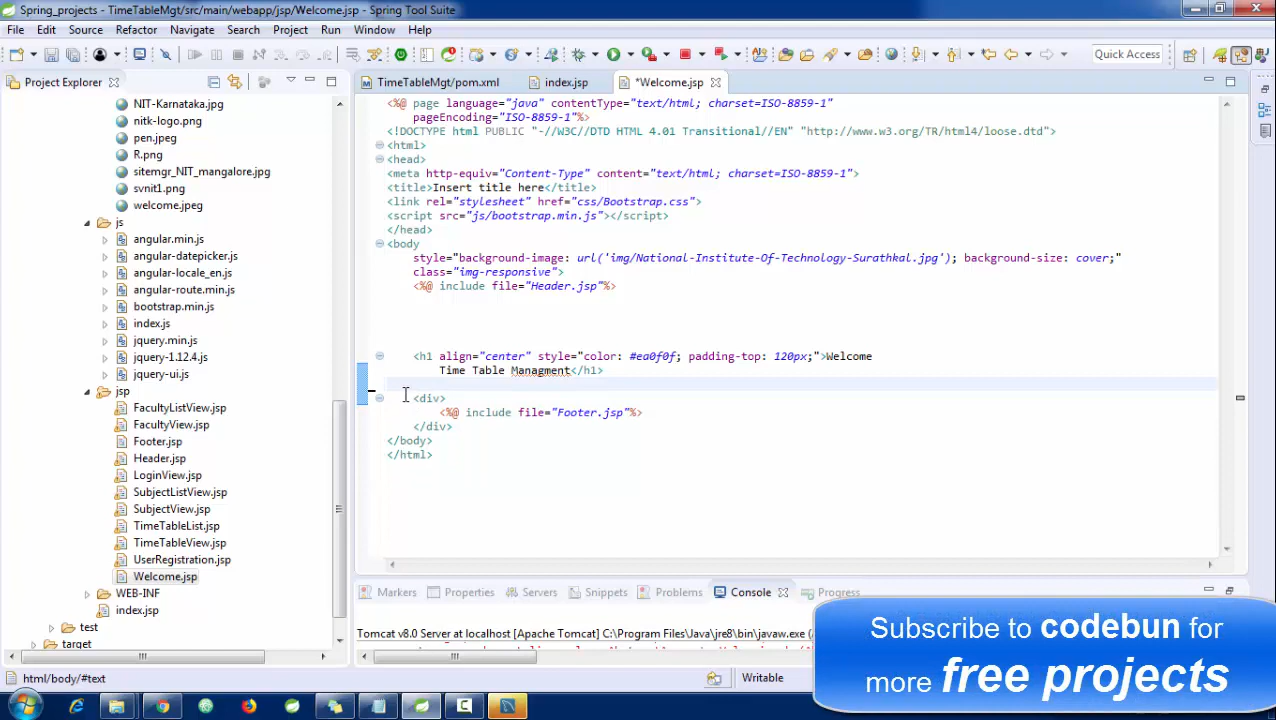 Spring_projects - TimeTableMgt/src/main/webapp/jsp/Welcome.jsp - Spring Tool Suite
File Edit Source Refactor Navigate Search Project Run Window Help
Quick Access
Project Explorer
TimeTableMgt/pom.xml
index.jsp
*Welcome.jsp
NIT-Karnataka.jpg
nitk-logo.png
pen.jpeg
R.png
sitemgr_NIT_mangalore.jpg
svnit1.png
welcome.jpeg
js
angular.min.js
angular-datepicker.js
angular-locale_en.js
angular-route.min.js
bootstrap.min.js
index.js
jquery.min.js
jquery-1.12.4.js
jquery-ui.js
jsp
FacultyListView.jsp
FacultyView.jsp
Footer.jsp
Header.jsp
LoginView.jsp
SubjectListView.jsp
SubjectView.jsp
TimeTableList.jsp
TimeTableView.jsp
UserRegistration.jsp
Welcome.jsp
WEB-INF
index.jsp
test
target
<%@ page language="java" contentType="text/html; charset=ISO-8859-1"
pageEncoding="ISO-8859-1"%>
<!DOCTYPE html PUBLIC "-//W3C//DTD HTML 4.01 Transitional//EN" "http://www.w3.org/TR/html4/loose.dtd">
<html>
<head>
<meta http-equiv="Content-Type" content="text/html; charset=ISO-8859-1">
<title>Insert title here</title>
<link rel="stylesheet" href="css/Bootstrap.css">
<script src="js/bootstrap.min.js"></script>
</head>
<body
style="background-image: url('img/National-Institute-Of-Technology-Surathkal.jpg'); background-size: cover;"
class="img-responsive">
<%@ include file="Header.jsp"%>
<h1 align="center" style="color: #ea0f0f; padding-top: 120px;">Welcome
Time Table Managment</h1>
<div>
<%@ include file="Footer.jsp"%>
</div>
</body>
</html>
Markers Properties Servers Snippets Problems Console Progress
Tomcat v8.0 Server at localhost [Apache Tomcat] C:\Program Files\Java\jre8\bin\javaw.exe (
html/body/#text
Writable
Subscribe to codebun for
more free projects